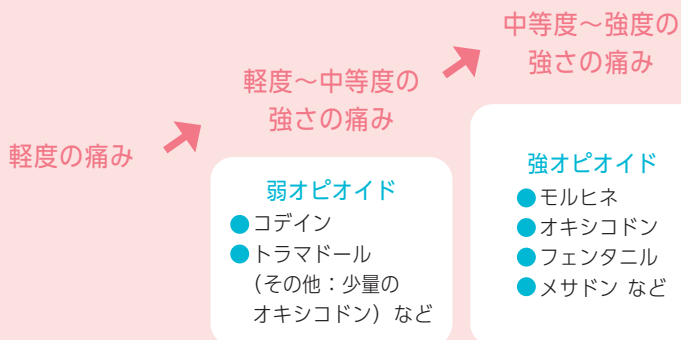 軽度の痛み
軽度～中等度の
強さの痛み
弱オピオイド
●コデイン
●トラマドール
（その他：少量の
オキシコドン）など
中等度～強度の
強さの痛み
強オピオイド
●モルヒネ
●オキシコドン
●フェンタニル
●メサドン など